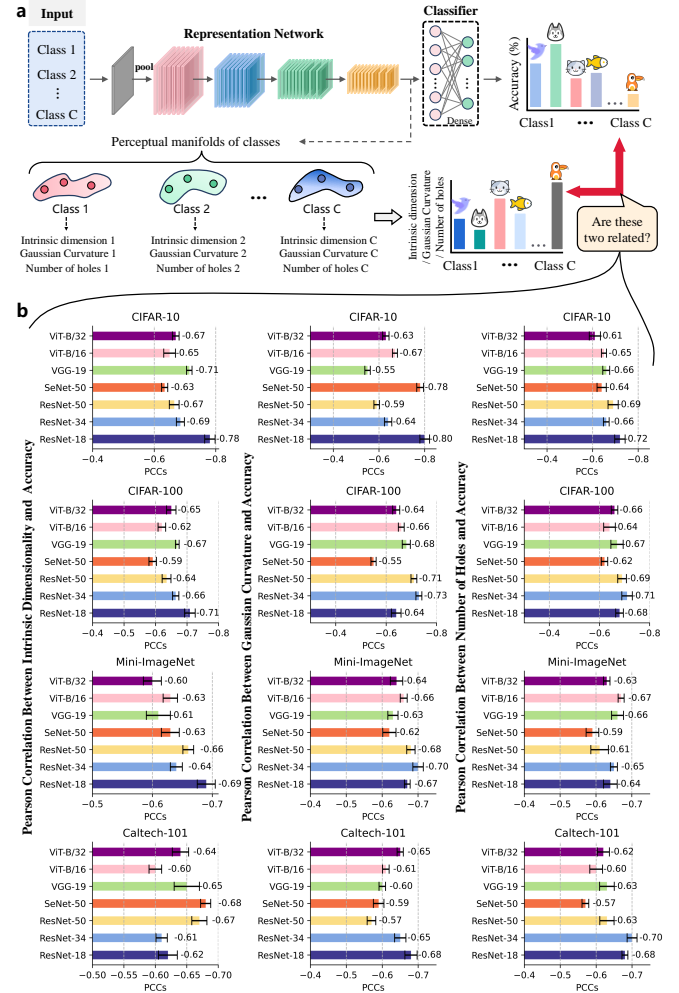 a
Input
Class 1
Class 2
⋮
Class C
Representation Network
pool
Classifier
Dense
Accuracy (%)
Class1 ••• Class C
Perceptual manifolds of classes
Class 1
Class 2
•••
Class C
Intrinsic dimension 1
Gaussian Curvature 1
Number of holes 1
Intrinsic dimension 2
Gaussian Curvature 2
Number of holes 2
Intrinsic dimension C
Gaussian Curvature C
Number of holes C
Intrinsic dimension
/ Gaussian Curvature
/ Number of holes
Class1 ••• Class C
Are these
two related?
b
Pearson Correlation Between Intrinsic Dimensionality and Accuracy
CIFAR-10
ViT-B/32 -0.67
ViT-B/16 -0.65
VGG-19 -0.71
SeNet-50 -0.63
ResNet-50 -0.67
ResNet-34 -0.69
ResNet-18 -0.78
−0.4 −0.6 −0.8
PCCs
CIFAR-100
ViT-B/32 -0.65
ViT-B/16 -0.62
VGG-19 -0.67
SeNet-50 -0.59
ResNet-50 -0.64
ResNet-34 -0.66
ResNet-18 -0.71
−0.4 −0.5 −0.6 −0.7 −0.8
PCCs
Mini-ImageNet
ViT-B/32 -0.60
ViT-B/16 -0.63
VGG-19 -0.61
SeNet-50 -0.63
ResNet-50 -0.66
ResNet-34 -0.64
ResNet-18 -0.69
−0.5 −0.6 −0.7
PCCs
Caltech-101
ViT-B/32 -0.64
ViT-B/16 -0.60
VGG-19 -0.65
SeNet-50 -0.68
ResNet-50 -0.67
ResNet-34 -0.61
ResNet-18 -0.62
−0.50 −0.55 −0.60 −0.65 −0.70
PCCs
Pearson Correlation Between Gaussian Curvature and Accuracy
CIFAR-10
ViT-B/32 -0.63
ViT-B/16 -0.67
VGG-19 -0.55
SeNet-50 -0.78
ResNet-50 -0.59
ResNet-34 -0.64
ResNet-18 -0.80
−0.4 −0.6 −0.8
PCCs
CIFAR-100
ViT-B/32 -0.64
ViT-B/16 -0.66
VGG-19 -0.68
SeNet-50 -0.55
ResNet-50 -0.71
ResNet-34 -0.73
ResNet-18 -0.64
−0.4 −0.6 −0.8
PCCs
Mini-ImageNet
ViT-B/32 -0.64
ViT-B/16 -0.66
VGG-19 -0.63
SeNet-50 -0.62
ResNet-50 -0.68
ResNet-34 -0.70
ResNet-18 -0.67
−0.4 −0.5 −0.6 −0.7
PCCs
Caltech-101
ViT-B/32 -0.65
ViT-B/16 -0.61
VGG-19 -0.60
SeNet-50 -0.59
ResNet-50 -0.57
ResNet-34 -0.65
ResNet-18 -0.68
−0.4 −0.5 −0.6 −0.7
PCCs
Pearson Correlation Between Number of Holes and Accuracy
CIFAR-10
ViT-B/32 -0.61
ViT-B/16 -0.65
VGG-19 -0.66
SeNet-50 -0.64
ResNet-50 -0.69
ResNet-34 -0.66
ResNet-18 -0.72
−0.4 −0.6 −0.8
PCCs
CIFAR-100
ViT-B/32 -0.66
ViT-B/16 -0.64
VGG-19 -0.67
SeNet-50 -0.62
ResNet-50 -0.69
ResNet-34 -0.71
ResNet-18 -0.68
−0.4 −0.6 −0.8
PCCs
Mini-ImageNet
ViT-B/32 -0.63
ViT-B/16 -0.67
VGG-19 -0.66
SeNet-50 -0.59
ResNet-50 -0.61
ResNet-34 -0.65
ResNet-18 -0.64
−0.4 −0.5 −0.6 −0.7
PCCs
Caltech-101
ViT-B/32 -0.62
ViT-B/16 -0.60
VGG-19 -0.63
SeNet-50 -0.57
ResNet-50 -0.63
ResNet-34 -0.70
ResNet-18 -0.68
−0.4 −0.5 −0.6 −0.7
PCCs